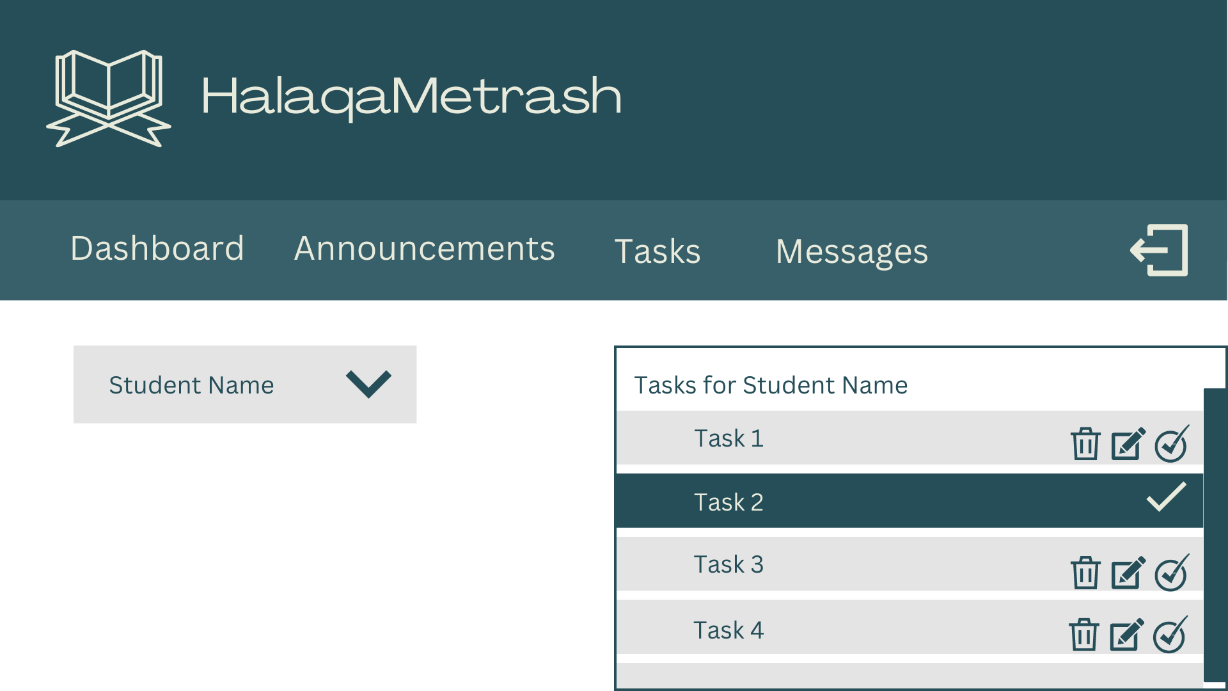 HalaqaMetrash
Dashboard Announcements Tasks Messages
Student Name
Tasks for Student Name
Task 1
Task 2
Task 3
Task 4